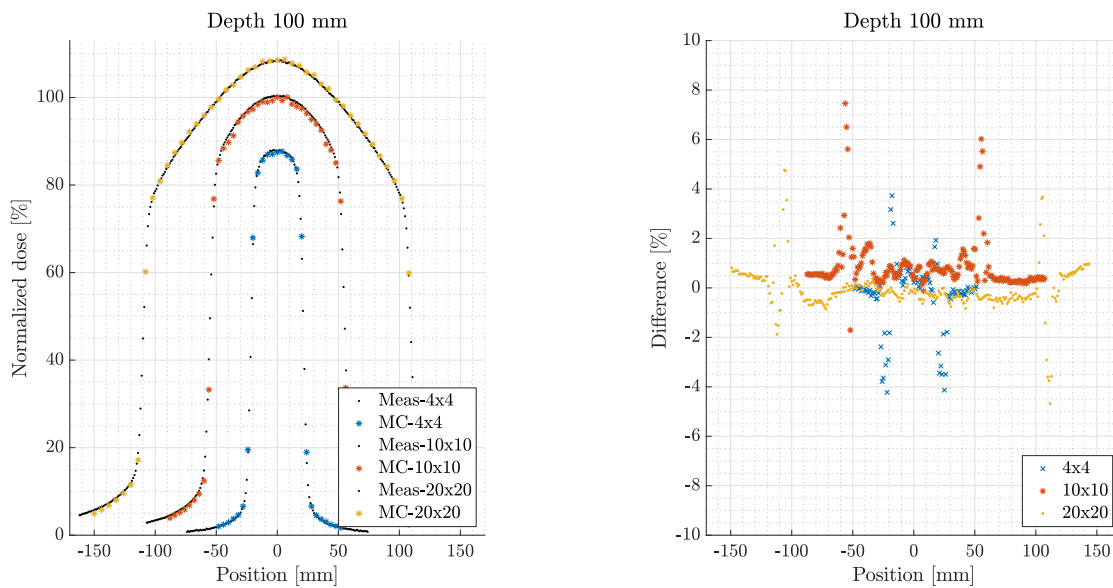 Depth 100 mm
Normalized dose [%]
100
80
60
40
20
0
-150 -100 -50 0 50 100 150
Position [mm]
Meas-4x4
MC-4x4
Meas-10x10
MC-10x10
Meas-20x20
MC-20x20
Depth 100 mm
Difference [%]
10
8
6
4
2
0
-2
-4
-6
-8
-10
-150 -100 -50 0 50 100 150
Position [mm]
4x4
10x10
20x20